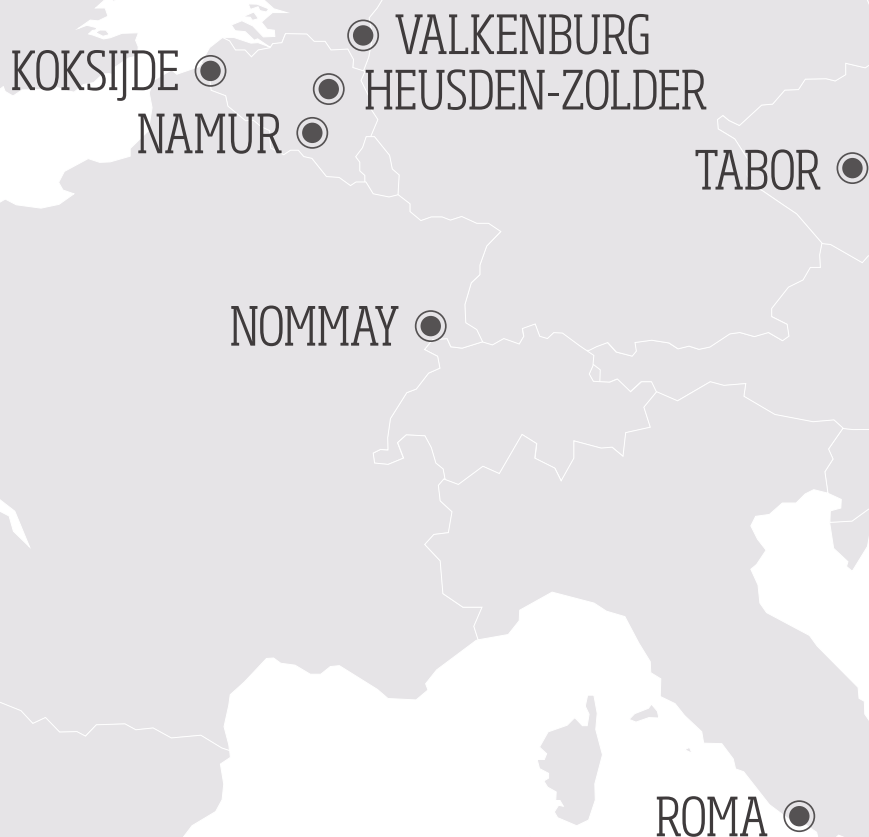 VALKENBURG
KOKSIJDE
HEUSDEN-ZOLDER
NAMUR
TABOR
NOMMAY
ROMA